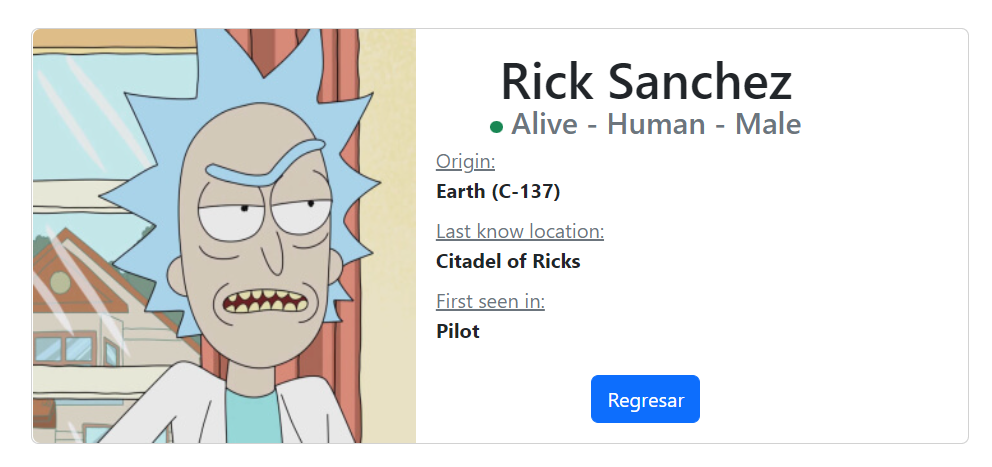 Rick Sanchez
Alive - Human - Male
Origin:
Earth (C-137)
Last know location:
Citadel of Ricks
First seen in:
Pilot
Regresar